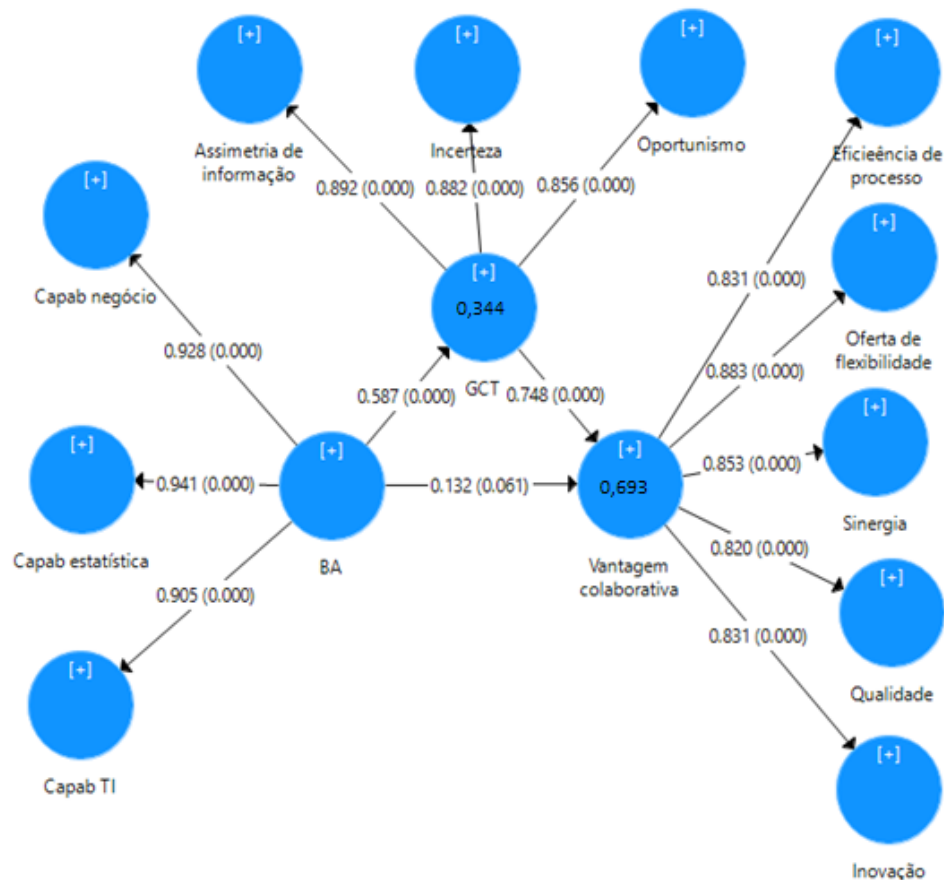 [+]
[+]
[+]
[+]
Assimetria de
informação
Incerteza
Oportunismo
Eficieência de
processo
0.892 (0.000)
0.882 (0.000)
0.856 (0.000)
[+]
Capab negócio
[+]
0,344
GCT
0.831 (0.000)
[+]
Oferta de
flexibilidade
0.928 (0.000)
0.587 (0.000)
0.748 (0.000)
0.883 (0.000)
[+]
Capab estatística
0.941 (0.000)
[+]
BA
0.132 (0.061)
[+]
0,693
Vantagem
colaborativa
0.853 (0.000)
[+]
Sinergia
0.905 (0.000)
0.820 (0.000)
[+]
Qualidade
0.831 (0.000)
[+]
Capab TI
[+]
Inovação